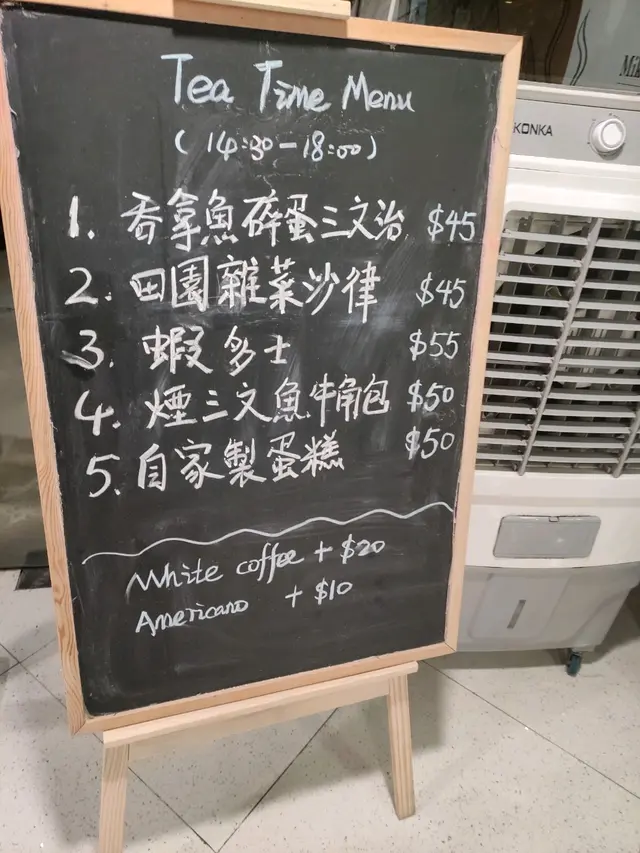 Tea Time Menu
(14:30-18:00)
1. 吞拿魚碎蛋三文治 $45
2. 田園雜菜沙律 $45
3. 蝦多士 $55
4. 煙三文魚牛角包 $50
5. 自家製蛋糕 $50
White coffee + $20
Americano + $10
KONKA